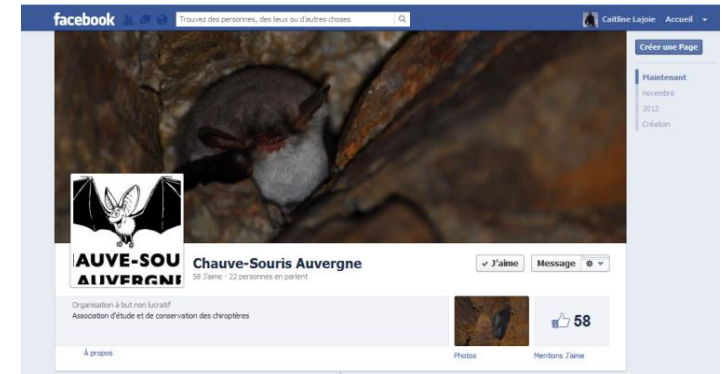 facebook
Trouvez des personnes, des lieux ou d'autres choses
Caitline Lajoie
Accueil
Créer une Page
Maintenant
novembre
2012
Création
AUVE-SOU
AUVERGNE
Chauve-Souris Auvergne
58 J'aime · 22 personnes en parlent
J'aime
Message
Organisation à but non lucratif
Association d'étude et de conservation des chiroptères
58
À propos
Photos
Mentions J'aime